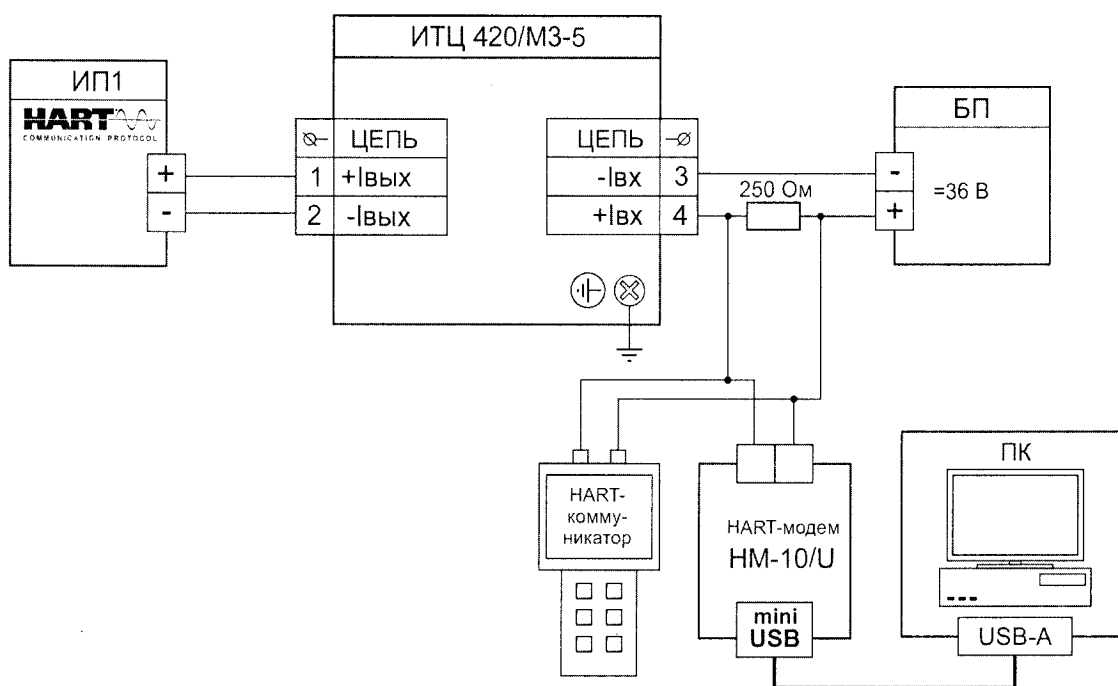 ИТЦ 420/М3-5
ИП1
HART
COMMUNICATION PROTOCOL
+
-
ЦЕПЬ
1 +Iвых
2 -Iвых
ЦЕПЬ
-Iвх 3
+Iвх 4
250 Ом
БП
-
+
=36 В
HART-
комму-
никатор
HART-модем
HM-10/U
mini
USB
ПК
USB-A